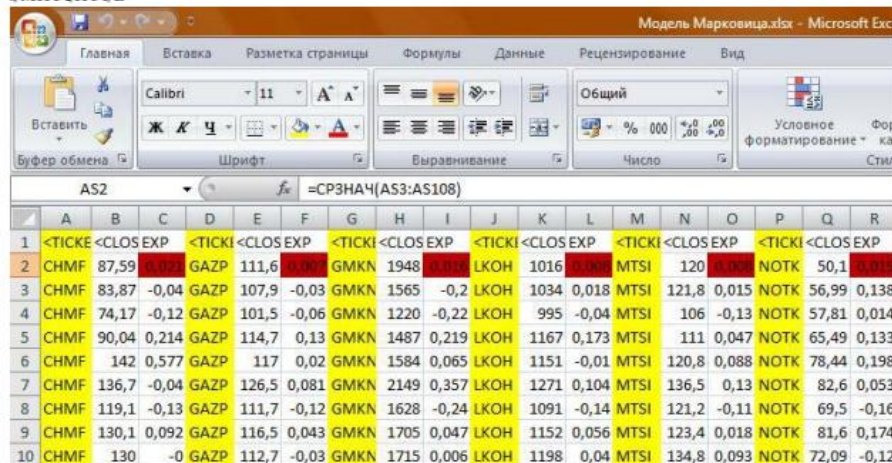 Модель Марковица.xlsx - Microsoft Exc
Главная Вставка Разметка страницы Формулы Данные Рецензирование Вид
Вставить
Calibri 11 A A
Ж К Ч A
Общий
% 000
Условное форматирование
Буфер обмена Шрифт Выравнивание Число
AS2 fx =СРЗНАЧ(AS3:AS108)
A B C D E F G H I J K L M N O P Q R
1 <TICKE <CLOS EXP <TICKI <CLOS EXP <TICKI <CLOS EXP <TICKI <CLOS EXP <TICKI <CLOS EXP <TICKI <CLOS EXP
2 CHMF 87,59 0,021 GAZP 111,6 0,007 GMKN 1948 0,016 LKOH 1016 0,008 MTSI 120 0,008 NOTK 50,1 0,015
3 CHMF 83,87 -0,04 GAZP 107,9 -0,03 GMKN 1565 -0,2 LKOH 1034 0,018 MTSI 121,8 0,015 NOTK 56,99 0,138
4 CHMF 74,17 -0,12 GAZP 101,5 -0,06 GMKN 1220 -0,22 LKOH 995 -0,04 MTSI 106 -0,13 NOTK 57,81 0,014
5 CHMF 90,04 0,214 GAZP 114,7 0,13 GMKN 1487 0,219 LKOH 1167 0,173 MTSI 111 0,047 NOTK 65,49 0,133
6 CHMF 142 0,577 GAZP 117 0,02 GMKN 1584 0,065 LKOH 1151 -0,01 MTSI 120,8 0,088 NOTK 78,44 0,198
7 CHMF 136,7 -0,04 GAZP 126,5 0,081 GMKN 2149 0,357 LKOH 1271 0,104 MTSI 136,5 0,13 NOTK 82,6 0,053
8 CHMF 119,1 -0,13 GAZP 111,7 -0,12 GMKN 1628 -0,24 LKOH 1091 -0,14 MTSI 121,2 -0,11 NOTK 69,5 -0,16
9 CHMF 130,1 0,092 GAZP 116,5 0,043 GMKN 1705 0,047 LKOH 1152 0,056 MTSI 123,4 0,018 NOTK 81,6 0,174
10 CHMF 130 -0 GAZP 112,7 -0,03 GMKN 1715 0,006 LKOH 1198 0,04 MTSI 134,8 0,093 NOTK 72,09 -0,12